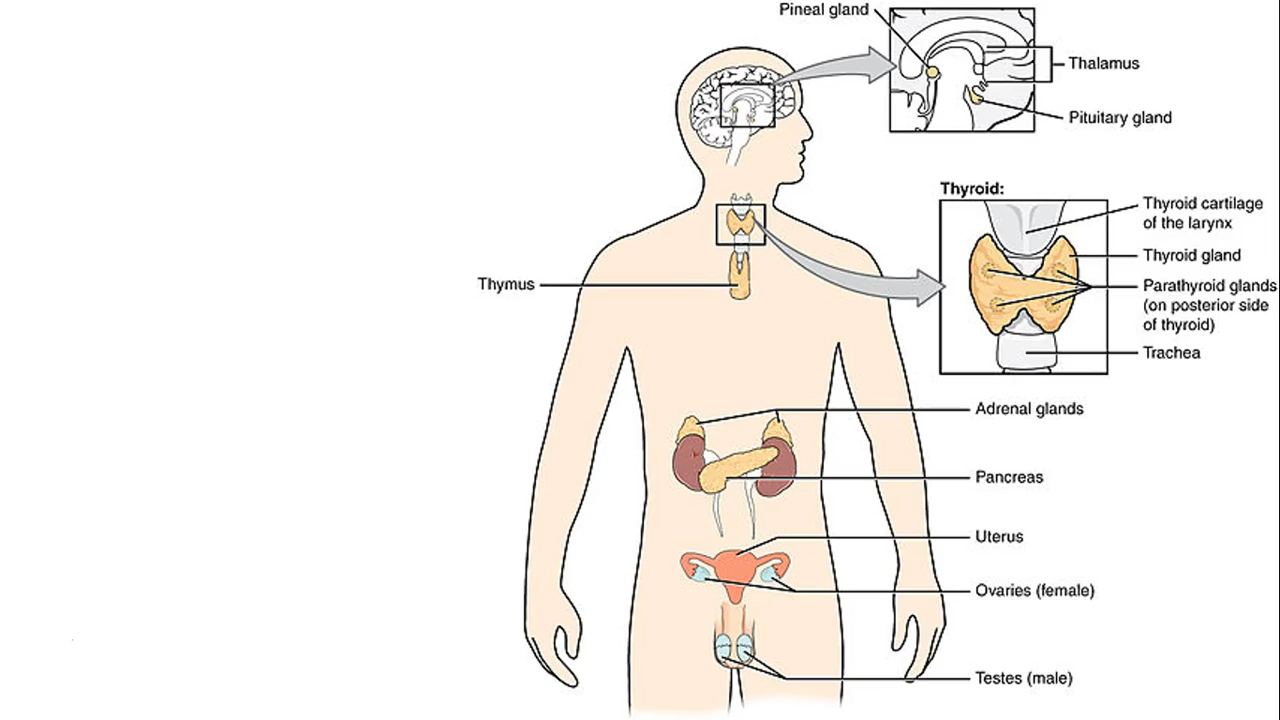 Pineal gland
Thalamus
Pituitary gland
Thyroid:
Thyroid cartilage
of the larynx
Thyroid gland
Parathyroid glands
(on posterior side
of thyroid)
Trachea
Thymus
Adrenal glands
Pancreas
Uterus
Ovaries (female)
Testes (male)